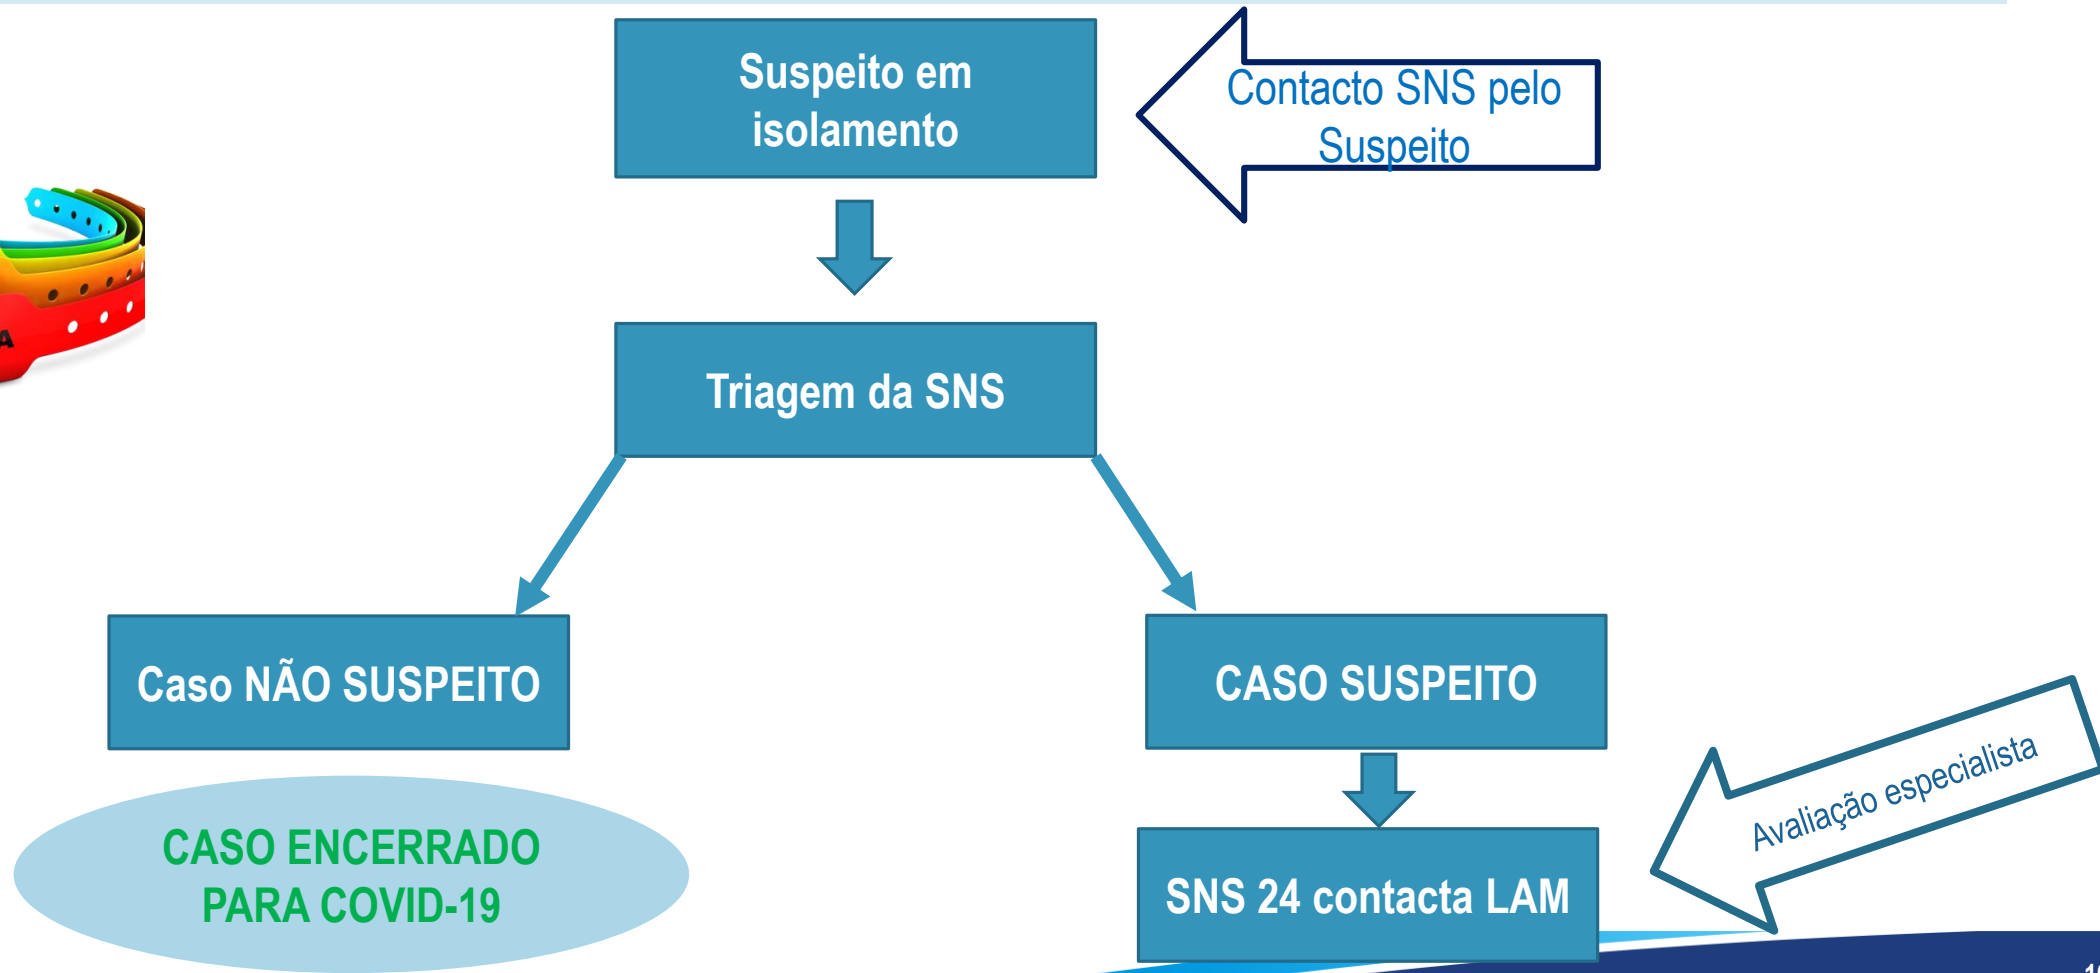 Suspeito em
isolamento
Contacto SNS pelo
Suspeito
A
Triagem da SNS
Caso NÃO SUSPEITO
CASO SUSPEITO
CASO ENCERRADO
PARA COVID-19
SNS 24 contacta LAM
Avaliação especialista